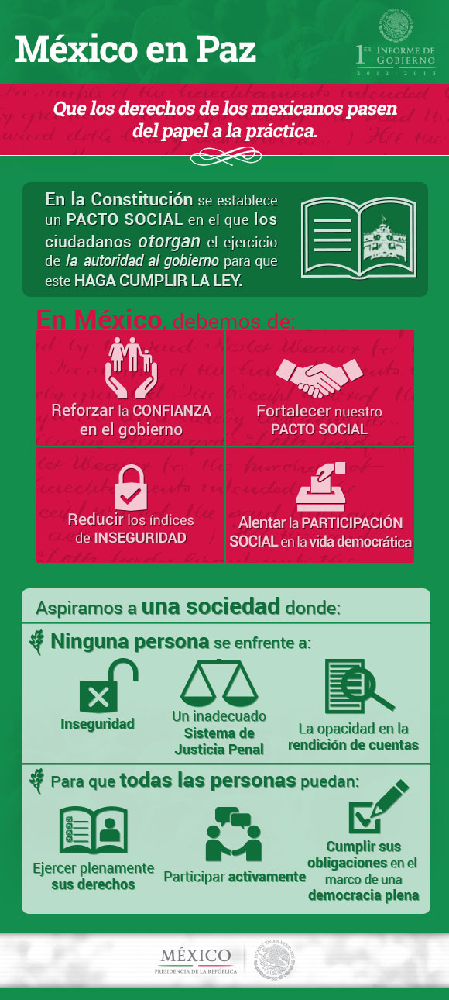 México en Paz
1ER INFORME DE
GOBIERNO
2012-2013
Que los derechos de los mexicanos pasen
del papel a la práctica.
En la Constitución se establece
un PACTO SOCIAL en el que los
ciudadanos otorgan el ejercicio
de la autoridad al gobierno para que
este HAGA CUMPLIR LA LEY.
En México, debemos de:
Reforzar la CONFIANZA
en el gobierno
Fortalecer nuestro
PACTO SOCIAL
Reducir los índices
de INSEGURIDAD
Alentar la PARTICIPACIÓN
SOCIAL en la vida democrática
Aspiramos a una sociedad donde:
Ninguna persona se enfrente a:
Inseguridad
Un inadecuado
Sistema de
Justicia Penal
La opacidad en la
rendición de cuentas
Para que todas las personas puedan:
Ejercer plenamente
sus derechos
Participar activamente
Cumplir sus
obligaciones en el
marco de una
democracia plena
MÉXICO
PRESIDENCIA DE LA REPÚBLICA
ESTADOS UNIDOS MEXICANOS